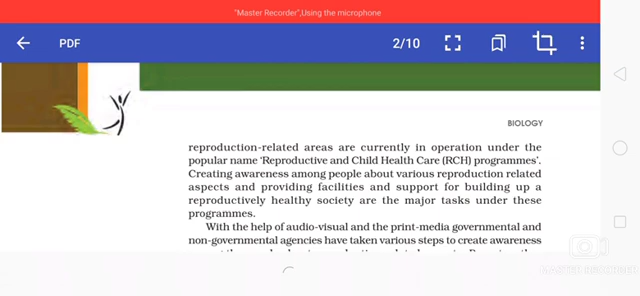 "Master Recorder",Using the microphone
PDF
2/10
BIOLOGY
reproduction-related areas are currently in operation under the
popular name ‘Reproductive and Child Health Care (RCH) programmes’.
Creating awareness among people about various reproduction related
aspects and providing facilities and support for building up a
reproductively healthy society are the major tasks under these
programmes.
With the help of audio-visual and the print-media governmental and
non-governmental agencies have taken various steps to create awareness
MASTER RECORDER